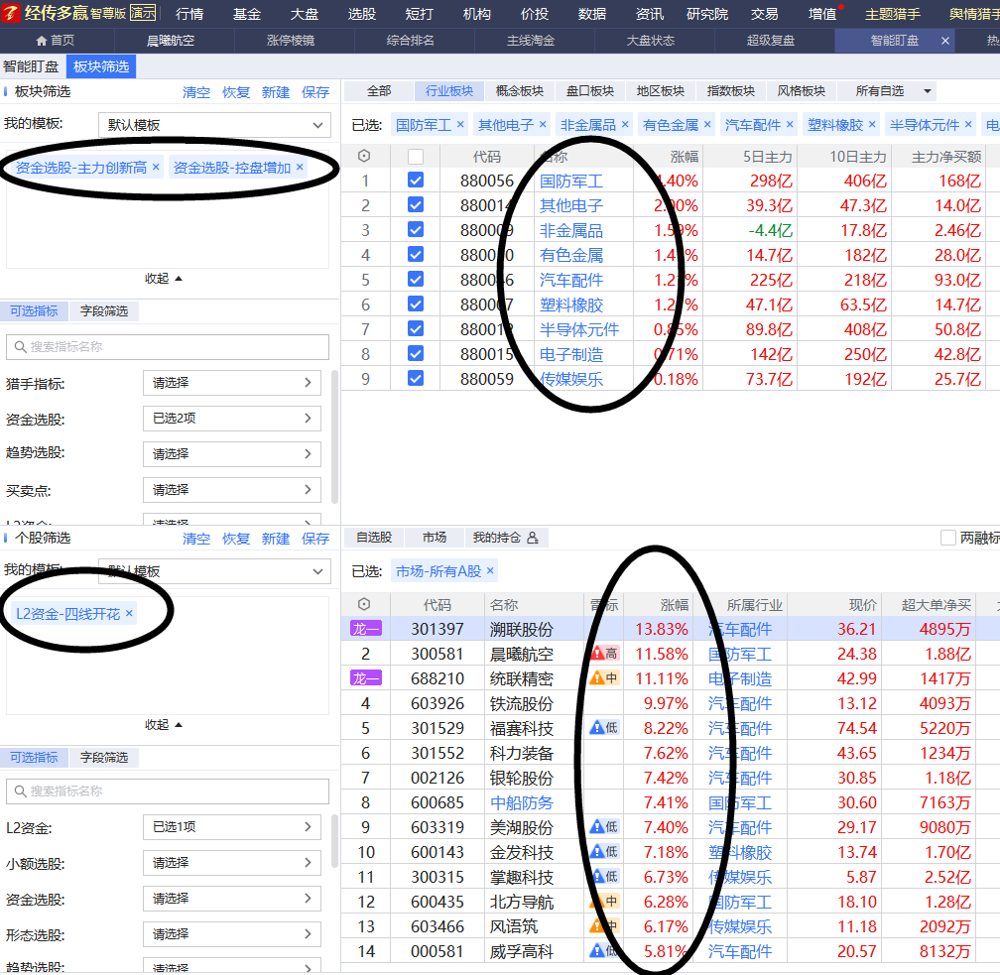 经传多赢 智尊版 演示 行情 基金 大盘 选股 短打 机构 价投 数据 资讯 研究院 交易 增值 主题猎手 舆情猎手
首页 晨曦航空 涨停棱镜 综合排名 主线淘金 大盘状态 超级复盘 智能盯盘 × 热
智能盯盘 板块筛选
板块筛选 清空 恢复 新建 保存
我的模板: 默认模板
资金选股-主力创新高 × 资金选股-控盘增加 ×
收起
可选指标 字段筛选
搜索指标名称
猎手指标: 请选择
资金选股: 已选2项
趋势选股: 请选择
买卖点: 请选择
L2资金: 请选择
全部 行业板块 概念板块 盘口板块 地区板块 指数板块 风格板块 所有自选
已选: 国防军工 × 其他电子 × 非金属品 × 有色金属 × 汽车配件 × 塑料橡胶 × 半导体元件 × 电
代码 名称 涨幅 5日主力 10日主力 主力净买额
1 880056 国防军工 4.40% 298亿 406亿 168亿
2 880014 其他电子 2.00% 39.3亿 47.3亿 14.0亿
3 880009 非金属品 1.59% -4.4亿 17.8亿 2.46亿
4 有色金属 14.7亿 182亿 28.0亿
5 汽车配件 225亿 218亿 93.0亿
6 塑料橡胶 47.1亿 63.5亿 14.7亿
7 半导体元件 0.85% 89.8亿 408亿 50.8亿
8 880015 电子制造 0.71% 142亿 250亿 42.8亿
9 880059 传媒娱乐 0.18% 73.7亿 192亿 25.7亿
个股筛选 清空 恢复 新建 保存
我的模板: 默认模板
L2资金-四线开花 ×
收起
可选指标 字段筛选
搜索指标名称
L2资金: 已选1项
小额选股: 请选择
资金选股: 请选择
形态选股: 请选择
趋势选股: 请选择
自选股 市场 我的持仓 两融标
已选: 市场-所有A股 ×
代码 名称 雷标 涨幅 所属行业 现价 超大单净买
龙一 301397 溯联股份 13.83% 汽车配件 36.21 4895万
2 300581 晨曦航空 高 11.58% 国防军工 24.38 1.88亿
龙一 688210 统联精密 中 11.11% 电子制造 42.99 1417万
4 603926 铁流股份 9.97% 汽车配件 13.12 4093万
5 301529 福赛科技 低 8.22% 汽车配件 74.54 5220万
6 301552 科力装备 7.62% 汽车配件 43.65 1234万
7 002126 银轮股份 7.42% 汽车配件 30.85 1.18亿
8 600685 中船防务 7.41% 国防军工 30.60 7163万
9 603319 美湖股份 低 7.40% 汽车配件 29.17 9080万
10 600143 金发科技 低 7.18% 塑料橡胶 13.74 1.70亿
11 300315 掌趣科技 低 6.73% 传媒娱乐 5.87 2.52亿
12 600435 北方导航 中 6.28% 国防军工 18.10 1.28亿
13 603466 风语筑 中 6.17% 传媒娱乐 11.18 2092万
14 000581 威孚高科 低 5.81% 汽车配件 20.57 8132万